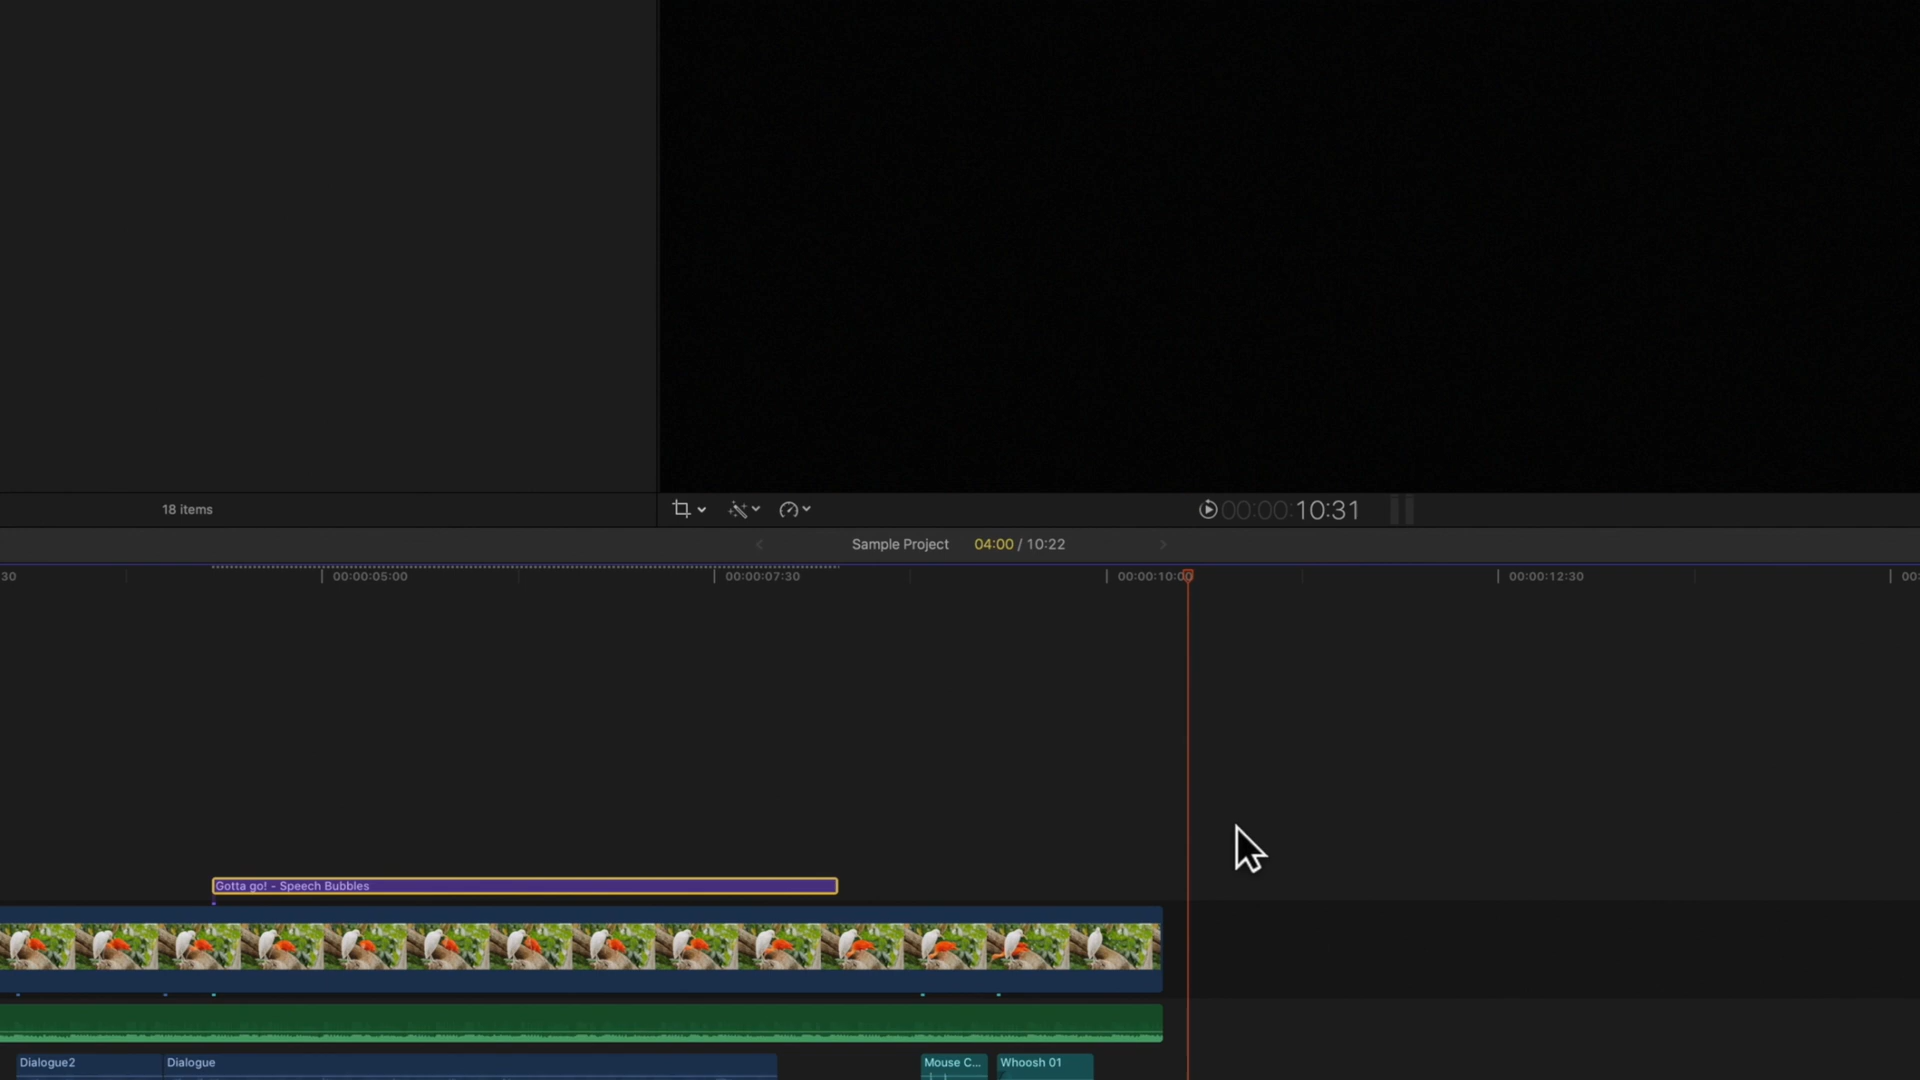 18 items
00:00:10:31
Sample Project 04:00 / 10:22
30 00:00:05:00 00:00:07:30 00:00:10:00 00:00:12:30 00:
Gotta go! - Speech Bubbles
Dialogue2 Dialogue Mouse C... Whoosh 01